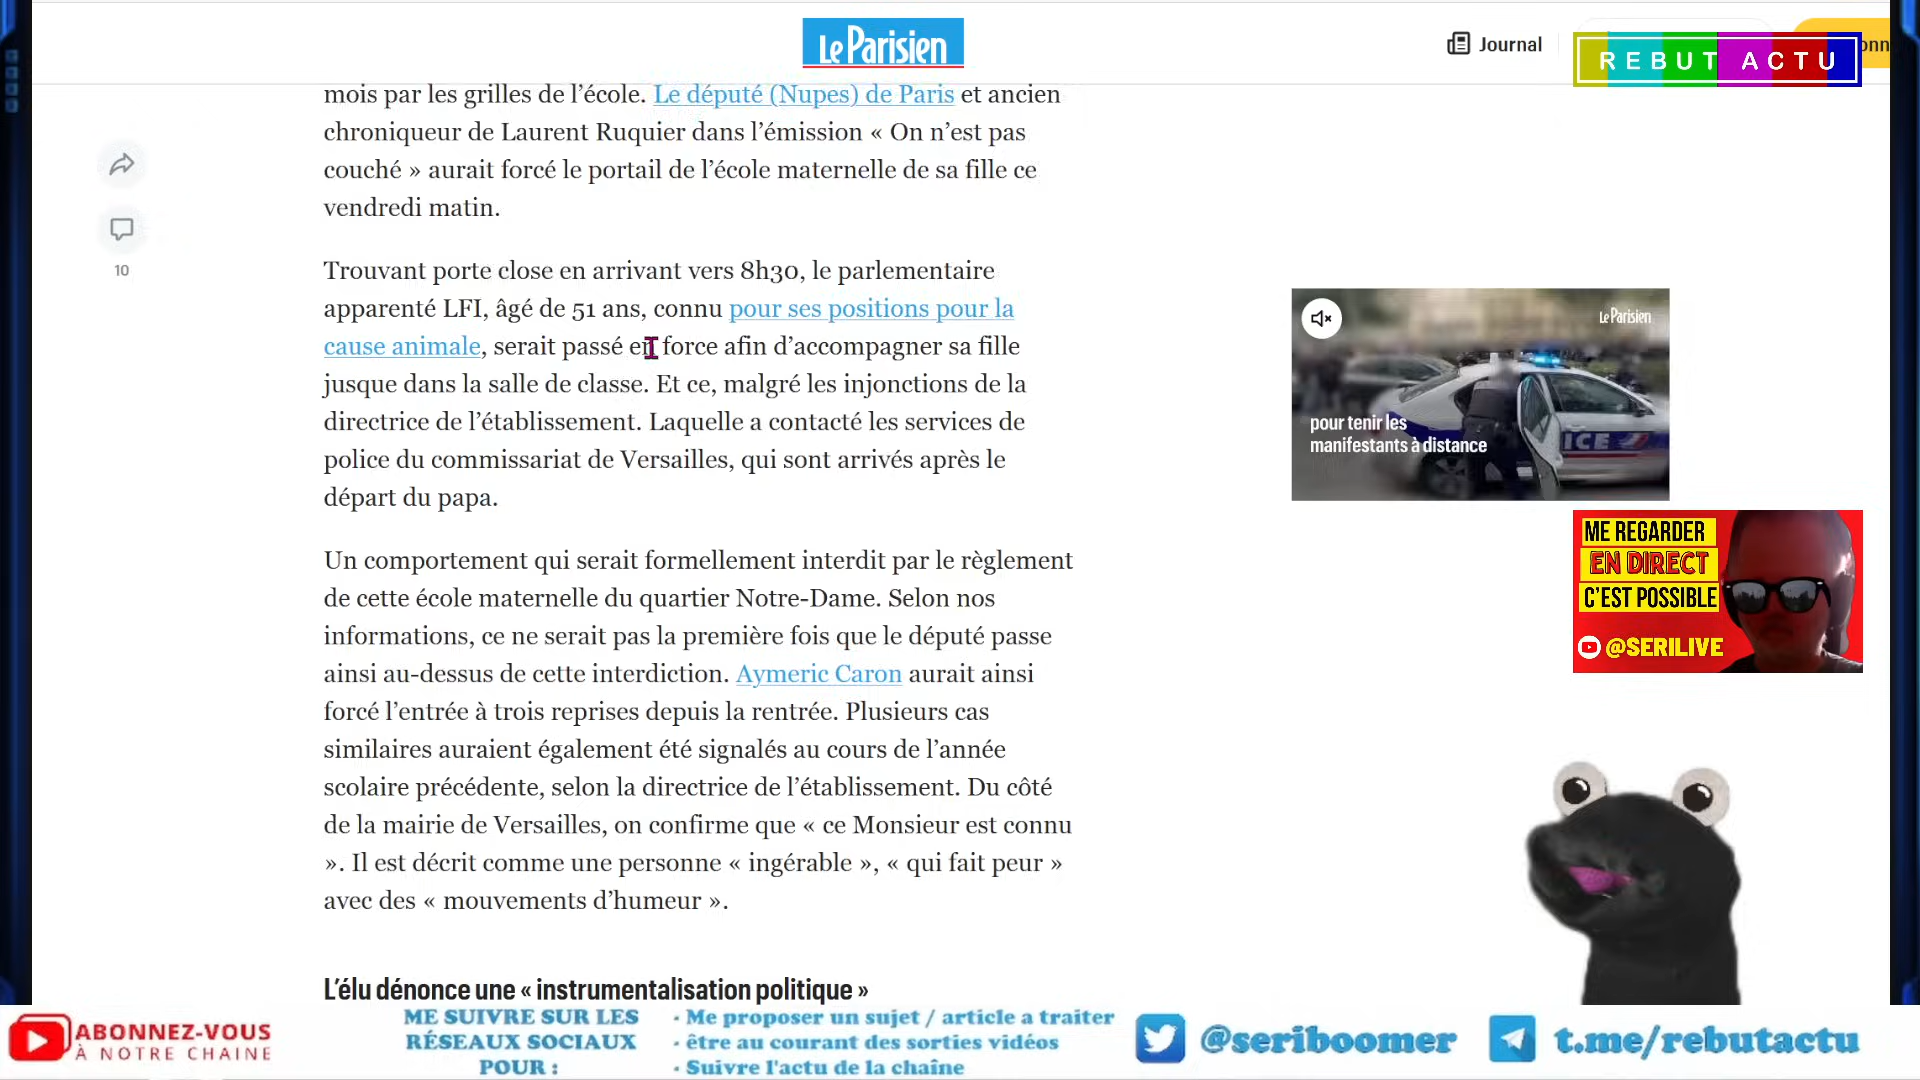 Le Parisien
Journal
REBUT ACTU
onn
mois par les grilles de l’école. Le député (Nupes) de Paris et ancien
chroniqueur de Laurent Ruquier dans l’émission « On n’est pas
couché » aurait forcé le portail de l’école maternelle de sa fille ce
vendredi matin.
10
Trouvant porte close en arrivant vers 8h30, le parlementaire
apparenté LFI, âgé de 51 ans, connu pour ses positions pour la
cause animale, serait passé en force afin d’accompagner sa fille
jusque dans la salle de classe. Et ce, malgré les injonctions de la
directrice de l’établissement. Laquelle a contacté les services de
police du commissariat de Versailles, qui sont arrivés après le
départ du papa.
Le Parisien
pour tenir les
manifestants à distance
ICE
ME REGARDER
EN DIRECT
C'EST POSSIBLE
@SERILIVE
Un comportement qui serait formellement interdit par le règlement
de cette école maternelle du quartier Notre-Dame. Selon nos
informations, ce ne serait pas la première fois que le député passe
ainsi au-dessus de cette interdiction. Aymeric Caron aurait ainsi
forcé l’entrée à trois reprises depuis la rentrée. Plusieurs cas
similaires auraient également été signalés au cours de l’année
scolaire précédente, selon la directrice de l’établissement. Du côté
de la mairie de Versailles, on confirme que « ce Monsieur est connu
». Il est décrit comme une personne « ingérable », « qui fait peur »
avec des « mouvements d’humeur ».
L’élu dénonce une « instrumentalisation politique »
ABONNEZ-VOUS
À NOTRE CHAINE
ME SUIVRE SUR LES
RÉSEAUX SOCIAUX
POUR :
- Me proposer un sujet / article a traiter
- être au courant des sorties vidéos
- Suivre l'actu de la chaîne
@seriboomer
t.me/rebutactu